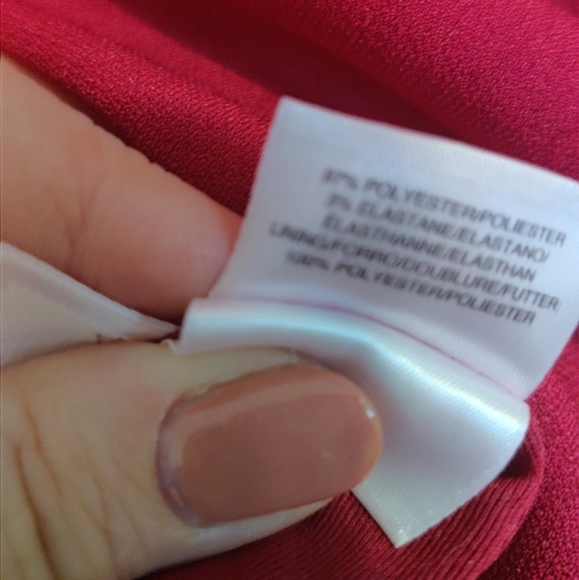 97% POLYESTER/POLIESTER
3% ELASTANE/ELASTANO/
ÉLASTHANNE/ELASTHAN
LINING/FORRO/DOUBLURE/FUTTER:
100% POLYESTER/POLIESTER